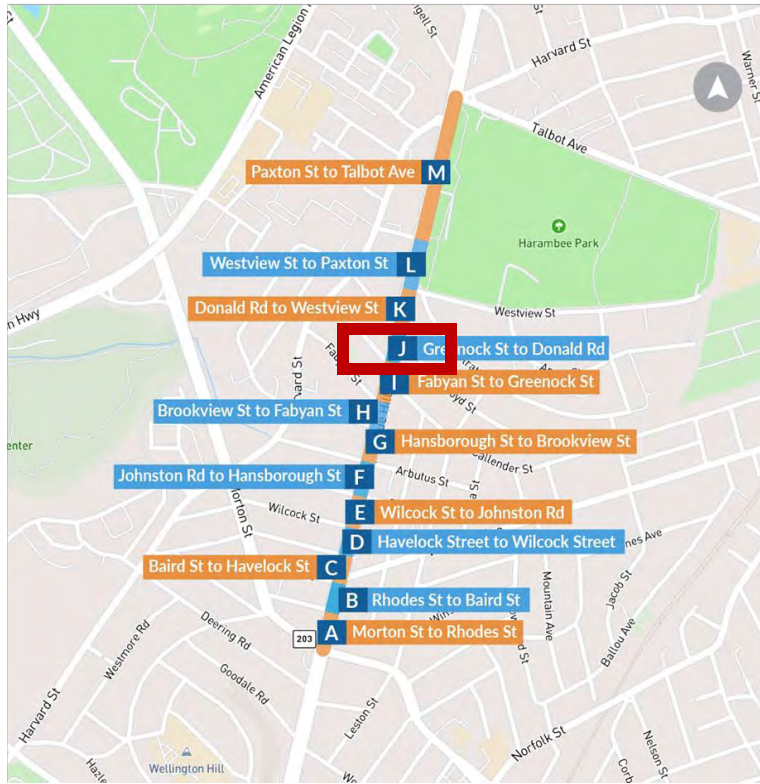 American Legion
Harvard St
Warner St
Talbot Ave
Paxton St to Talbot Ave M
Harambee Park
Westview St to Paxton St L
Donald Rd to Westview St K
Westview St
n Hwy
J Greenock St to Donald Rd
I Fabyan St to Greenock St
Brookview St to Fabyan St H
G Hansborough St to Brookview St
enter
Callender St
Johnston Rd to Hansborough St F
Arbutus St
Morton St
Wilcock St
E Wilcock St to Johnston Rd
D Havelock Street to Wilcock Street
Baird St to Havelock St C
Mountain Ave
Jacob St
B Rhodes St to Baird St
Ballou Ave
Deering Rd
203
A Morton St to Rhodes St
Westmore Rd
Goodale Rd
Harvard St
Leston St
Norfolk St
Nelson St
Wellington Hill